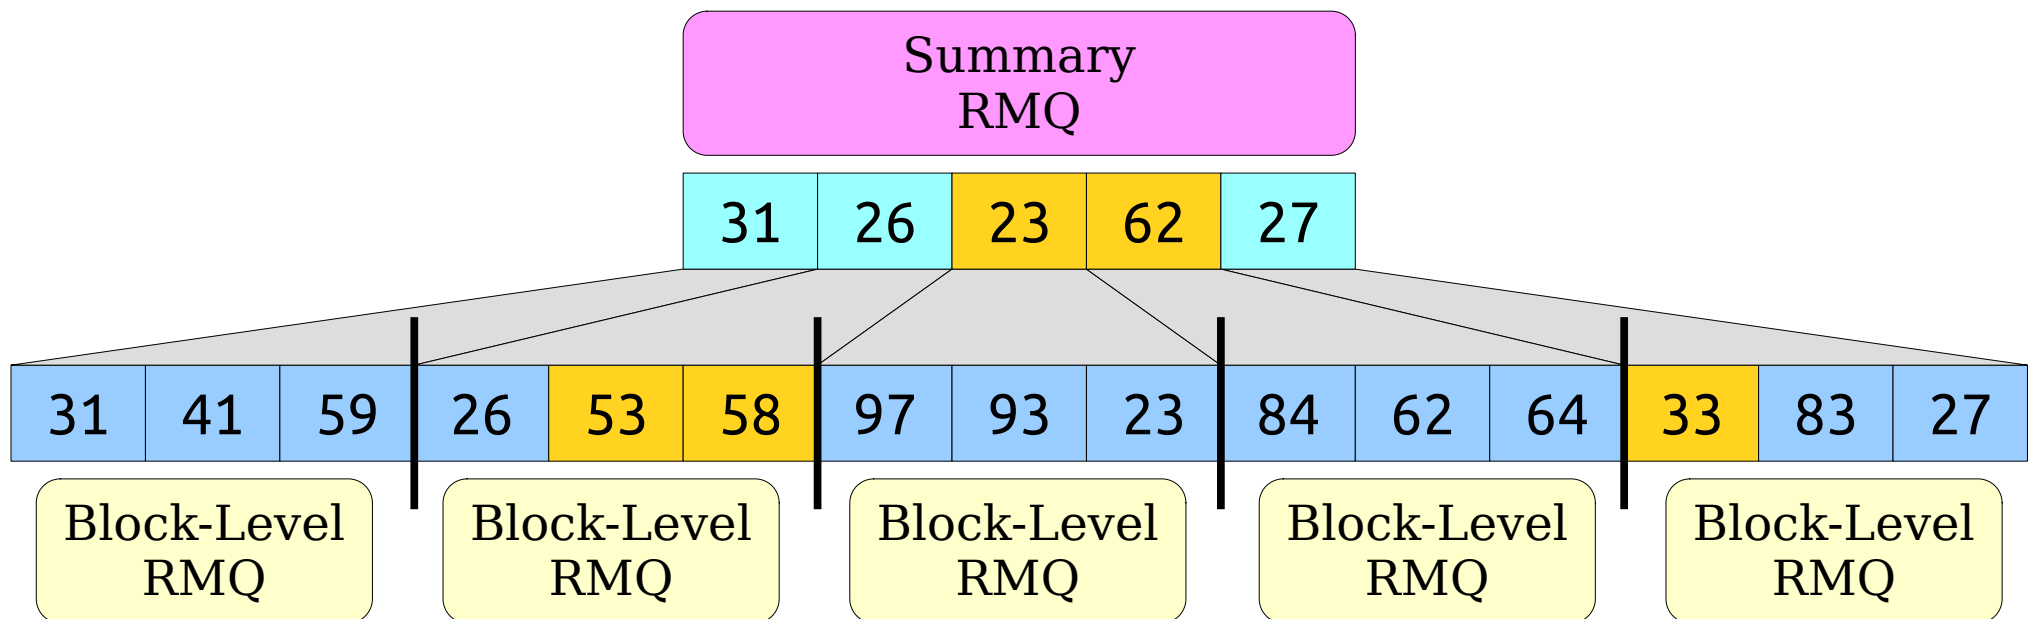 Summary
RMQ
31 26 23 62 27
31 41 59 26 53 58 97 93 23 84 62 64 33 83 27
Block-Level Block-Level Block-Level Block-Level Block-Level
RMQ RMQ RMQ RMQ RMQ